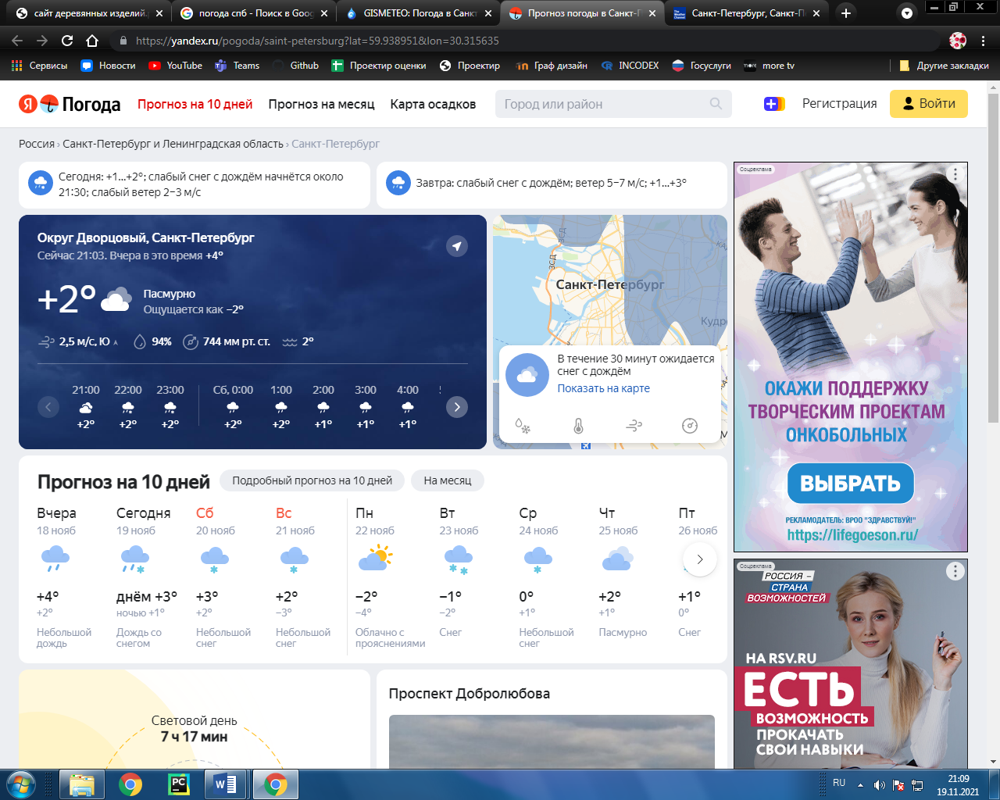 сайт деревянных изделий.
погода спб - Поиск в Goog
GISMETEO: Погода в Санкт
Прогноз погоды в Санкт-П
Санкт-Петербург, Санкт-П
https://yandex.ru/pogoda/saint-petersburg?lat=59.938951&lon=30.315635
Сервисы
Новости
YouTube
Teams
Github
Проектир оценки
Проектир
Граф дизайн
INCODEX
Госуслуги
more tv
Другие закладки
Я Погода
Прогноз на 10 дней
Прогноз на месяц
Карта осадков
Город или район
Регистрация
Войти
Россия › Санкт-Петербург и Ленинградская область › Санкт-Петербург
Сегодня: +1...+2°; слабый снег с дождём начнётся около
21:30; слабый ветер 2–3 м/с
Завтра: слабый снег с дождём; ветер 5–7 м/с; +1...+3°
Округ Дворцовый, Санкт-Петербург
Сейчас 21:03. Вчера в это время +4°
+2°
Пасмурно
Ощущается как −2°
2,5 м/с, Ю
94%
744 мм рт. ст.
2°
21:00 22:00 23:00 Сб, 0:00 1:00 2:00 3:00 4:00
+2° +2° +2° +2° +2° +1° +1° +1°
ЗСД
ЗСД
Санкт-Петербург
Кудро
В течение 30 минут ожидается
снег с дождём
Показать на карте
Прогноз на 10 дней
Подробный прогноз на 10 дней
На месяц
Вчера Сегодня Сб Вс Пн Вт Ср Чт Пт
18 нояб 19 нояб 20 нояб 21 нояб 22 нояб 23 нояб 24 нояб 25 нояб 26 нояб
+4° днём +3° +3° +2° −2° −1° 0° +2° +1°
+2° ночью +1° +2° −3° −4° −2° +1° +1° 0°
Небольшой Дождь со Небольшой Небольшой Облачно с Снег Небольшой Пасмурно Снег
дождь снегом снег снег прояснениями снег
Световой день
7 ч 17 мин
Проспект Добролюбова
Соцреклама
ОКАЖИ ПОДДЕРЖКУ
ТВОРЧЕСКИМ ПРОЕКТАМ
ОНКОБОЛЬНЫХ
ВЫБРАТЬ
РЕКЛАМОДАТЕЛЬ: ВРОО "ЗДРАВСТВУЙ!"
https://lifegoeson.ru/
Соцреклама
РОССИЯ –
СТРАНА
ВОЗМОЖНОСТЕЙ
НА RSV.RU
ЕСТЬ
ВОЗМОЖНОСТЬ
ПРОКАЧАТЬ
СВОИ НАВЫКИ
RU
21:09
19.11.2021